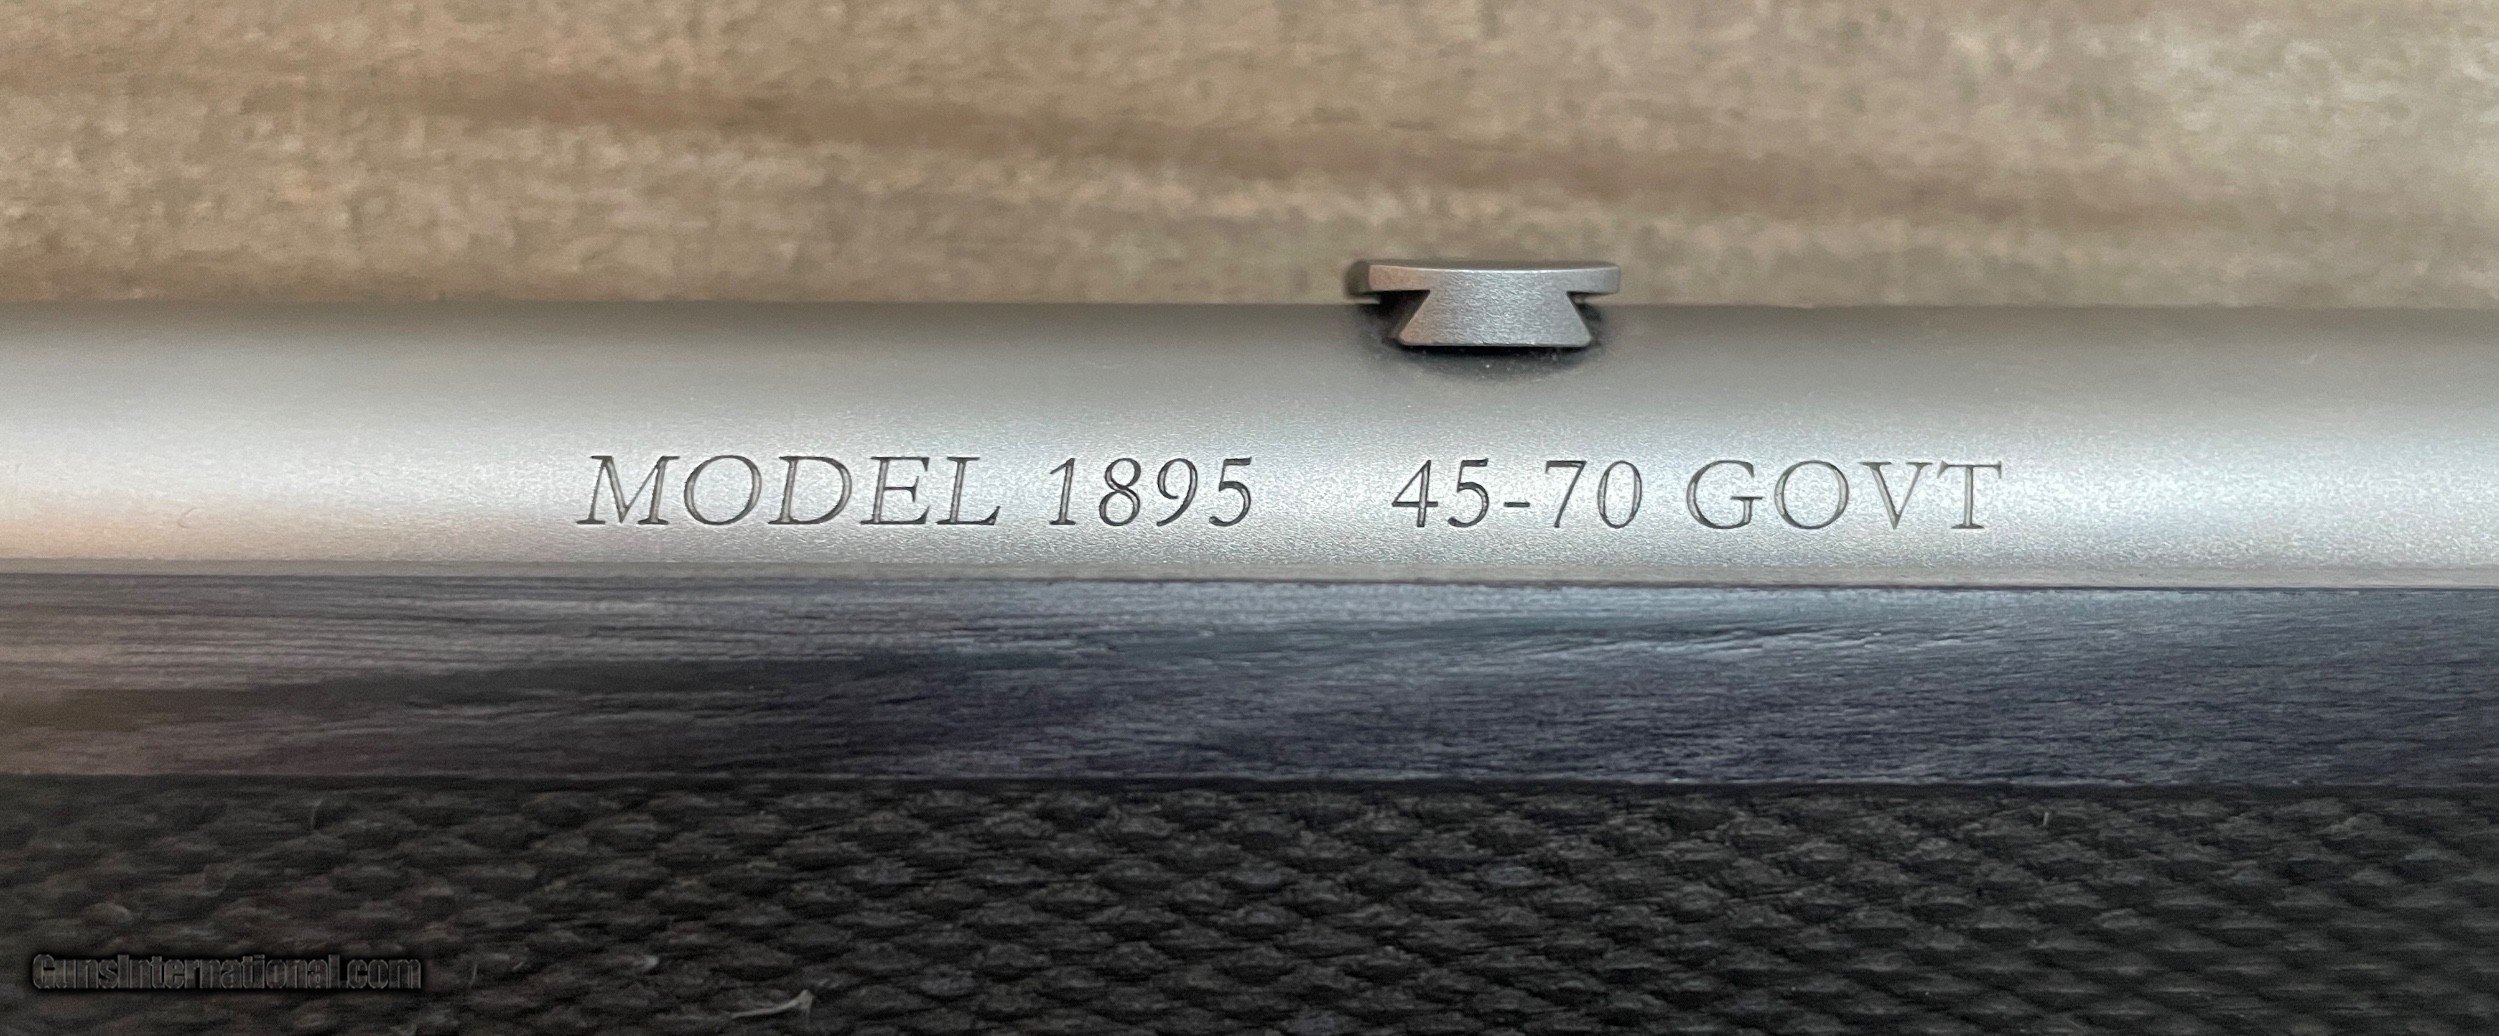 MODEL 1895 45-70 GOVT
GunsInternational.com